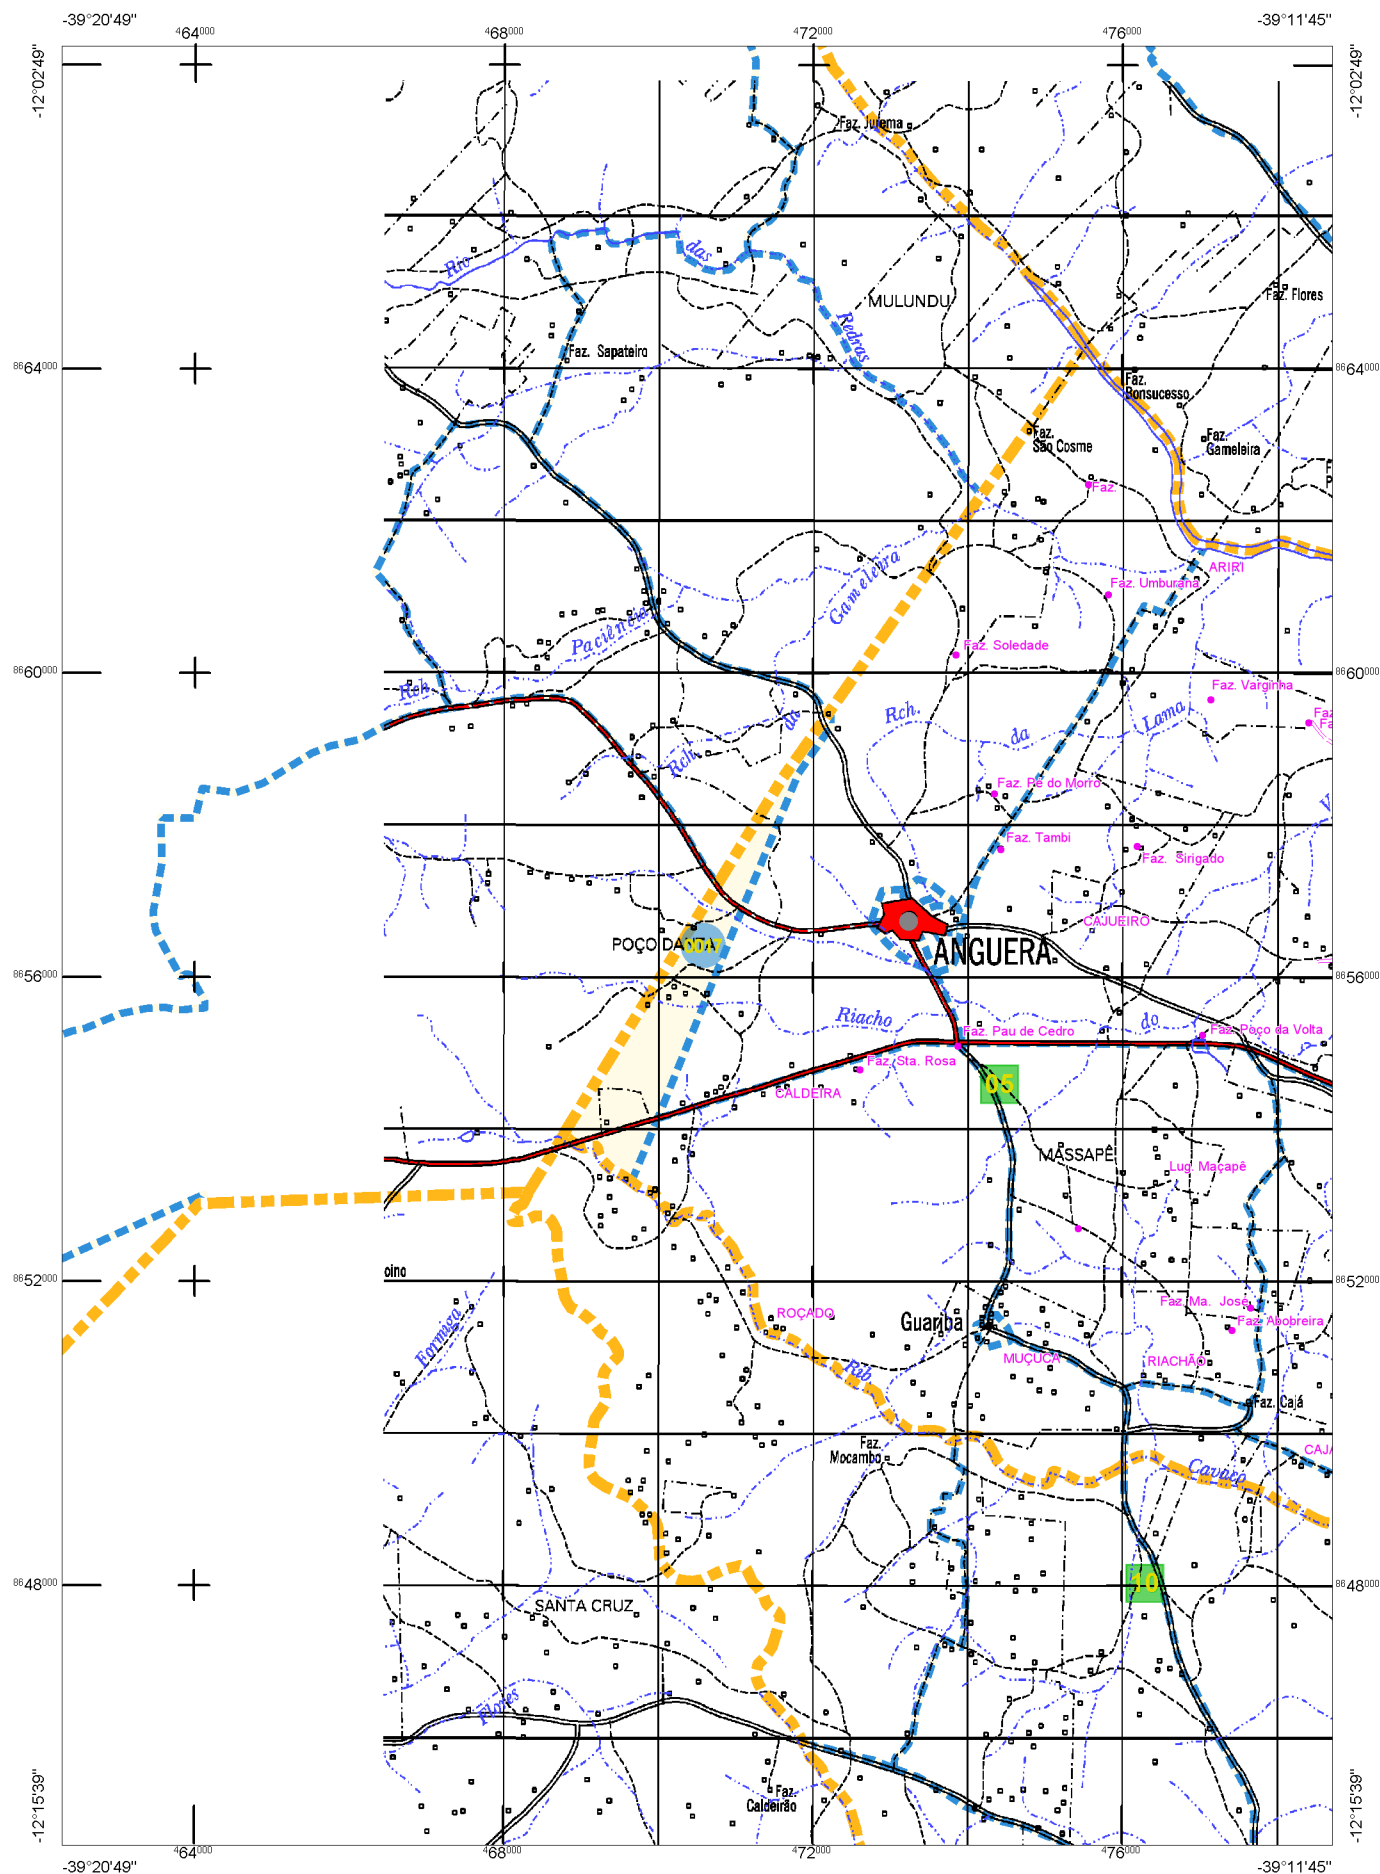 -39°20'49"
-39°11'45"
464000
468000
472000
476000
-12°02'49"
-12°02'49"
Faz. Jurema
Rio
das
MULUNDU
Faz. Flores
Pedras
Faz. Sapateiro
8664000
8664000
Faz.
Bonsucesso
Faz.
São Cosme
Faz.
Gameleira
Faz.
ARIRI
Gameleira
Faz. Umburana
Paciência
Faz. Soledade
8660000
8660000
Rch.
Faz. Varginha
da
Rch.
da
Lama
Rch.
Faz. Pé do Morro
Faz. Tambi
Faz. Sirigado
CAJUEIRO
POÇO DA
0017
ANGUERA
8656000
8656000
Riacho
do
Faz. Pau de Cedro
Faz. Poço da Volta
Faz. Sta. Rosa
05
CALDEIRA
MASSAPÊ
Lug. Maçapê
oino
8652000
8652000
Faz. Ma. José
ROÇADO
Guariba
Faz. Abobreira
Formiga
MUÇUCA
RIACHÃO
Rib
Faz. Cajá
Faz.
Mocambo
CAJA
Cavaco
8648000
8648000
10
SANTA CRUZ
Flores
Faz.
Caldeirão
-12°15'39"
-12°15'39"
464000
468000
472000
476000
-39°20'49"
-39°11'45"